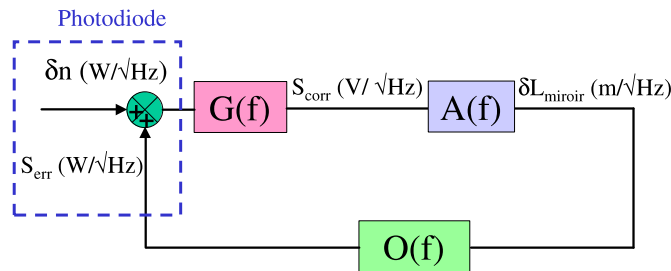 Photodiode
δn (W/√Hz)
G(f)
S_corr (V/ √Hz)
A(f)
δL_miroir (m/√Hz)
++
S_err (W/√Hz)
O(f)